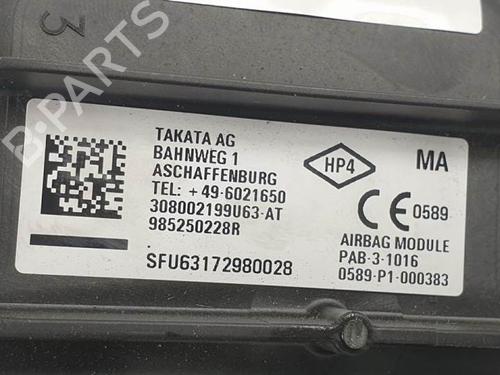 3
TAKATA AG
BAHNWEG 1
ASCHAFFENBURG
TEL: + 49-6021650
308002199U63-AT
985250228R
SFU63172980028
HP4
MA
CE 0589
AIRBAG MODULE
PAB-3-1016
0589-P1-000383
B-PARTS